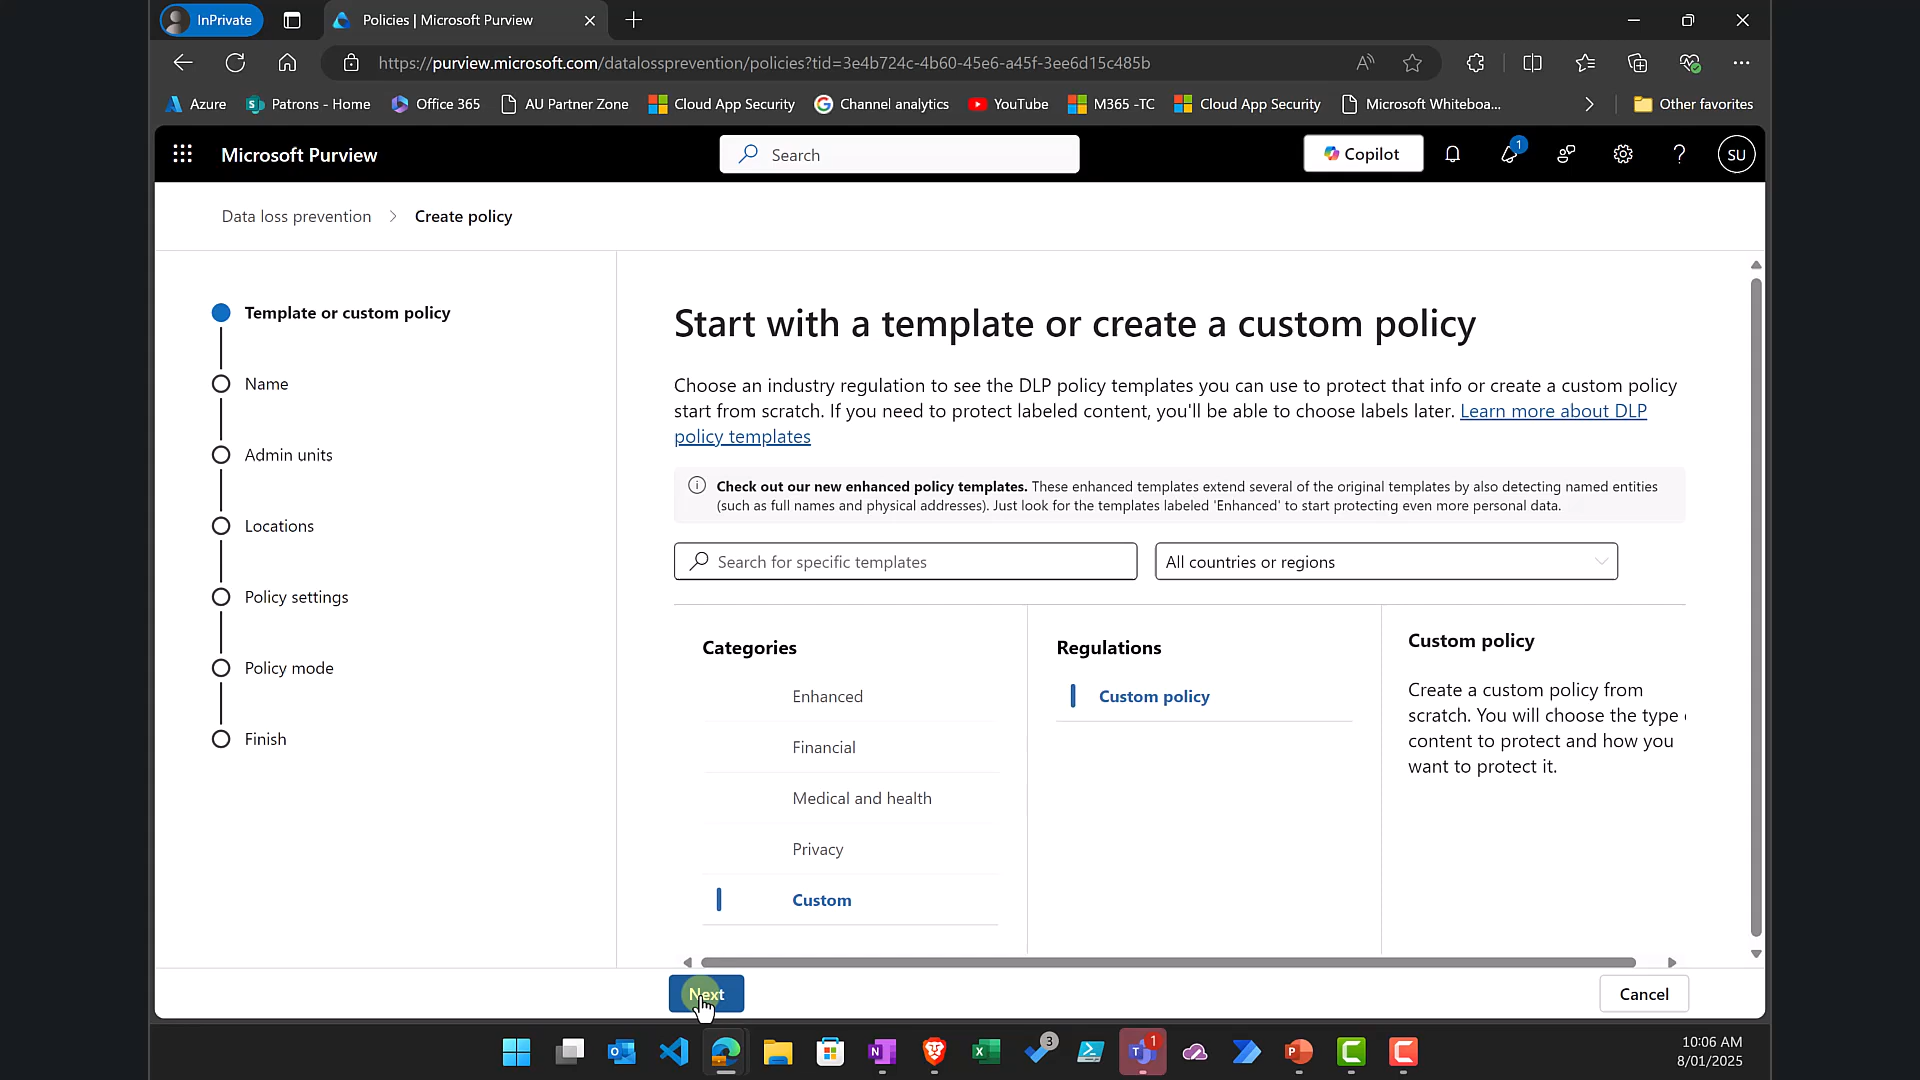 InPrivate
Policies | Microsoft Purview
https://purview.microsoft.com/datalossprevention/policies?tid=3e4b724c-4b60-45e6-a45f-3ee6d15c485b
Azure
Patrons - Home
Office 365
AU Partner Zone
Cloud App Security
Channel analytics
YouTube
M365 -TC
Cloud App Security
Microsoft Whiteboa...
Other favorites
Microsoft Purview
Search
Copilot
1
SU
Data loss prevention > Create policy
Template or custom policy
Name
Admin units
Locations
Policy settings
Policy mode
Finish
Start with a template or create a custom policy
Choose an industry regulation to see the DLP policy templates you can use to protect that info or create a custom policy
start from scratch. If you need to protect labeled content, you'll be able to choose labels later. Learn more about DLP
policy templates
Check out our new enhanced policy templates. These enhanced templates extend several of the original templates by also detecting named entities
(such as full names and physical addresses). Just look for the templates labeled 'Enhanced' to start protecting even more personal data.
Search for specific templates
All countries or regions
Categories
Enhanced
Financial
Medical and health
Privacy
Custom
Regulations
Custom policy
Custom policy
Create a custom policy from
scratch. You will choose the type
content to protect and how you
want to protect it.
Next
Cancel
3
1
10:06 AM
8/01/2025